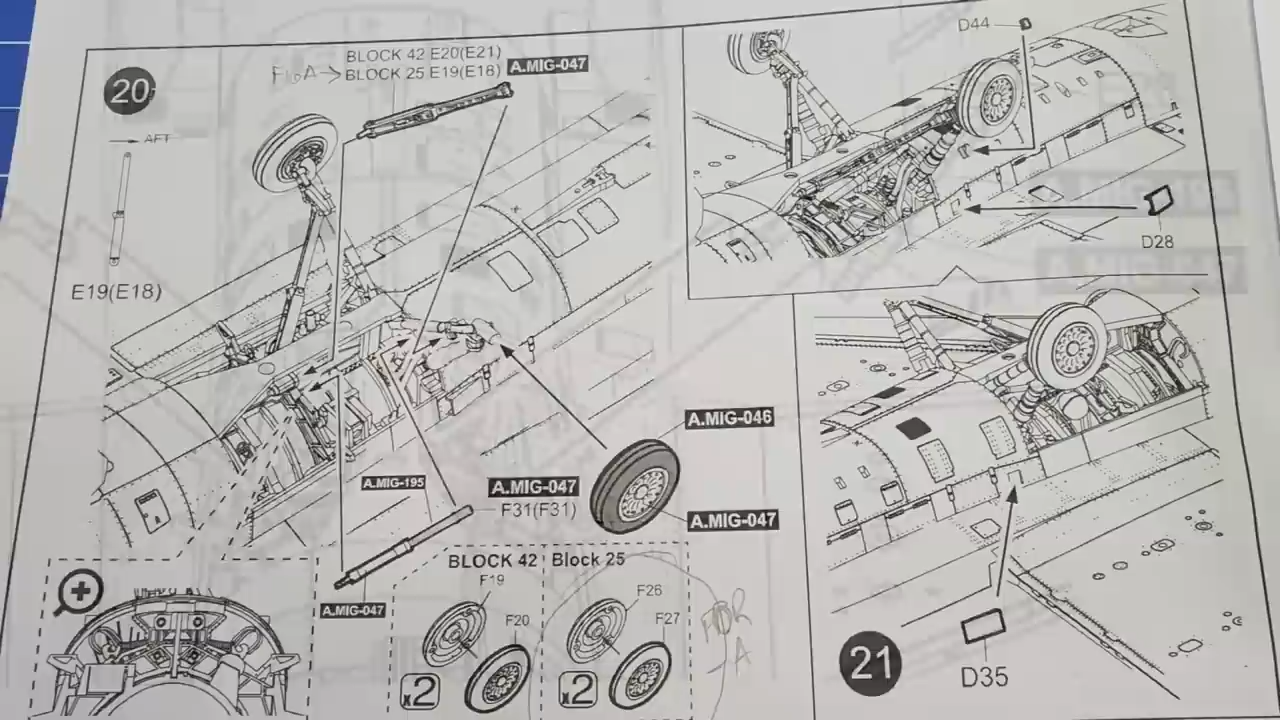 20
BLOCK 42 E20(E21)
F16A→ BLOCK 25 E19(E18) A.MIG-047
AFT
E19(E18)
A.MIG-046
A.MIG-047
A.MIG-195
A.MIG-047
F31(F31)
A.MIG-047
BLOCK 42
F19
F20
x2
Block 25
F26
F27
x2
FOR
-A
D44
D28
21
D35